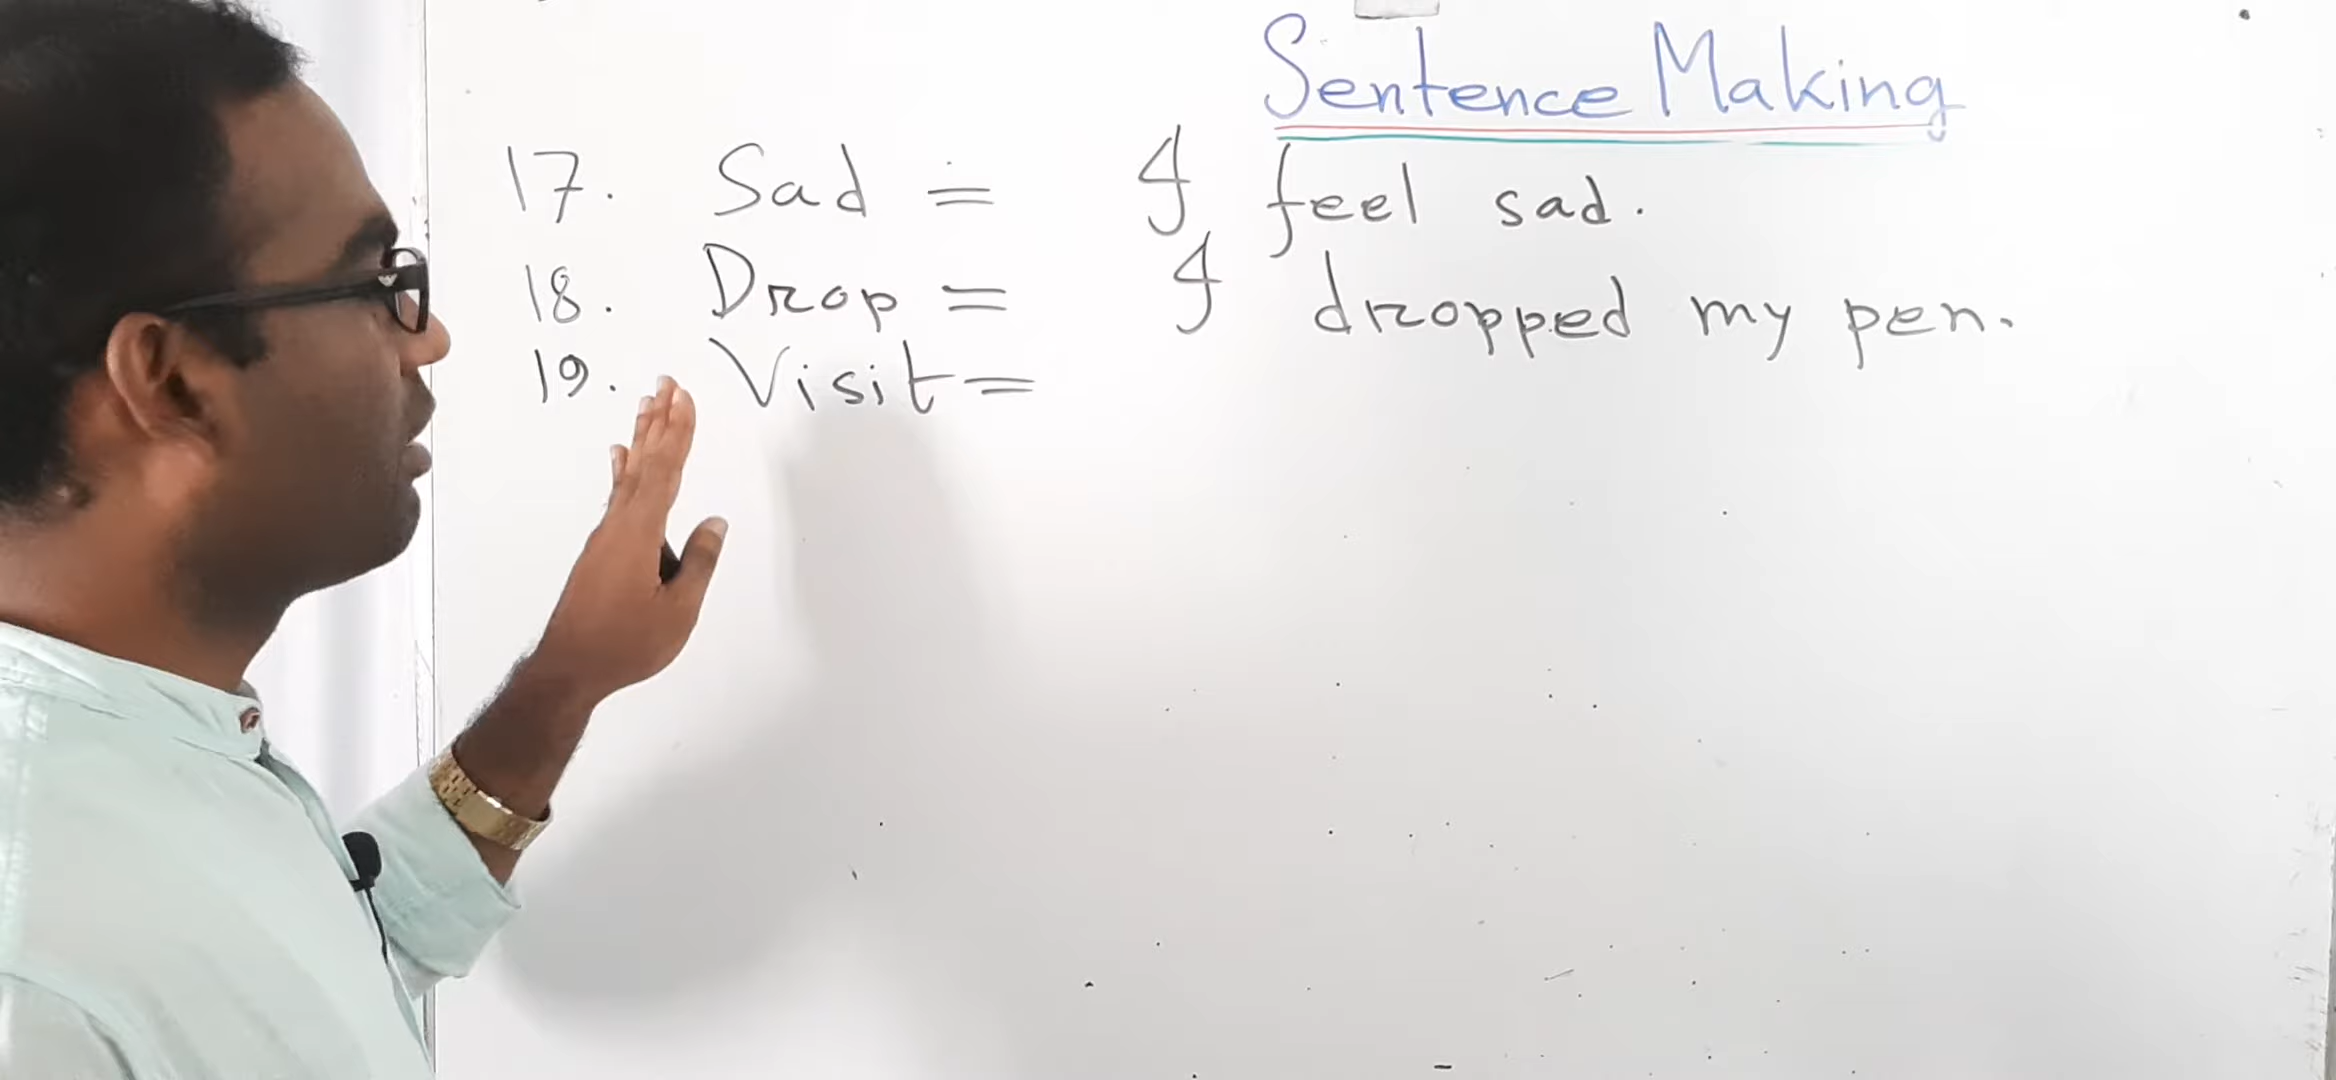 Sentence Making
17. Sad = I feel sad.
18. Drop = I dropped my pen.
19. Visit =